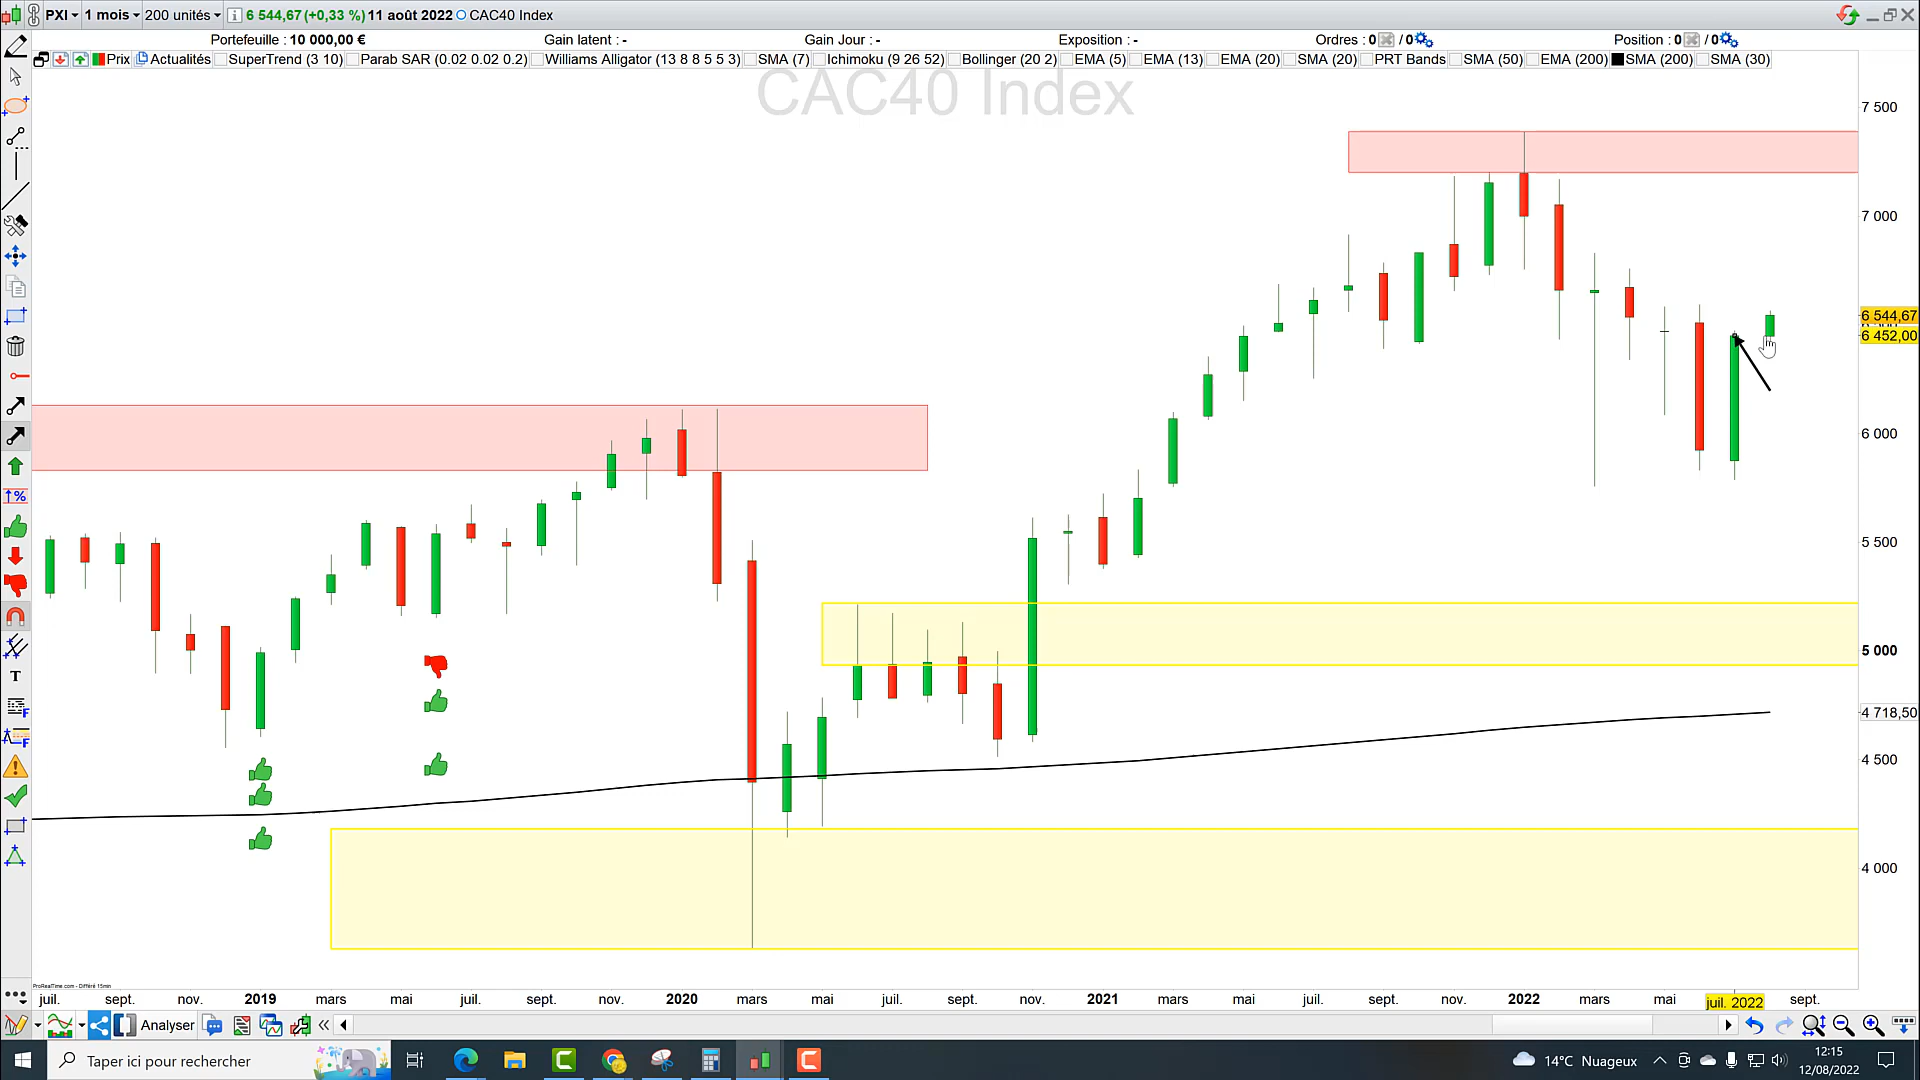 PXI 1 mois 200 unités 6 544,67 (+0,33 %) 11 août 2022 CAC40 Index
Portefeuille : 10 000,00 € Gain latent : - Gain Jour : - Exposition : - Ordres : 0 / 0 Position : 0 / 0
Prix Actualités SuperTrend (3 10) Parab SAR (0.02 0.02 0.2) Williams Alligator (13 8 8 5 5 3) SMA (7) Ichimoku (9 26 52) Bollinger (20 2) EMA (5) EMA (13) EMA (20) SMA (20) PRT Bands SMA (50) EMA (200) SMA (200) SMA (30)
CAC40 Index
7 500
7 000
6 544,67
6 452,00
6 000
5 500
5 000
4 718,50
4 500
4 000
ProRealTime.com - Différé 15min
juil. sept. nov. 2019 mars mai juil. sept. nov. 2020 mars mai juil. sept. nov. 2021 mars mai juil. sept. nov. 2022 mars mai juil. 2022 sept.
Analyser
Taper ici pour rechercher
14°C Nuageux
12:15
12/08/2022